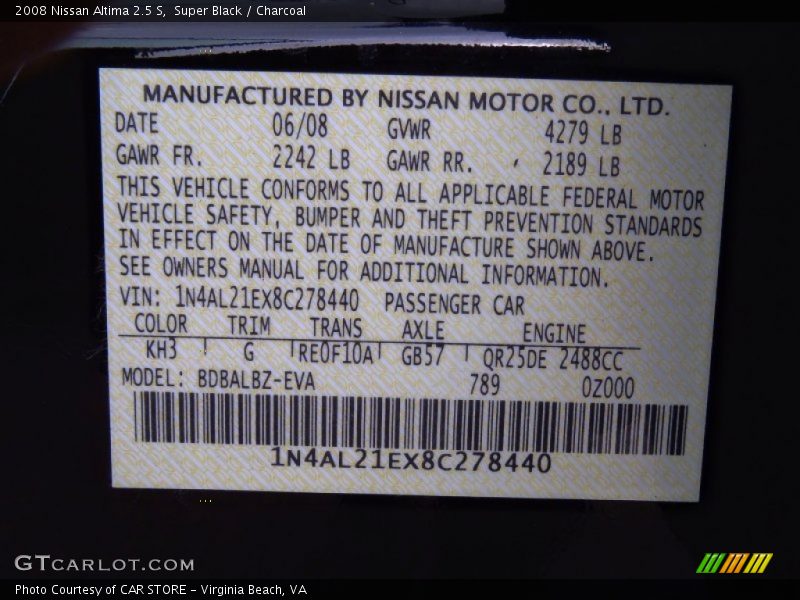 2008 Nissan Altima 2.5 S,  Super Black / Charcoal
MANUFACTURED BY NISSAN MOTOR CO., LTD.
DATE 06/08 GVWR 4279 LB
GAWR FR. 2242 LB GAWR RR. 2189 LB
THIS VEHICLE CONFORMS TO ALL APPLICABLE FEDERAL MOTOR
VEHICLE SAFETY, BUMPER AND THEFT PREVENTION STANDARDS
IN EFFECT ON THE DATE OF MANUFACTURE SHOWN ABOVE.
SEE OWNERS MANUAL FOR ADDITIONAL INFORMATION.
VIN: 1N4AL21EX8C278440 PASSENGER CAR
COLOR TRIM TRANS AXLE ENGINE
KH3 G RE0F10A GB57 QR25DE 2488CC
MODEL: BDBALBZ-EVA 789 0Z000
1N4AL21EX8C278440
GTCARLOT.COM
Photo Courtesy of CAR STORE - Virginia Beach, VA